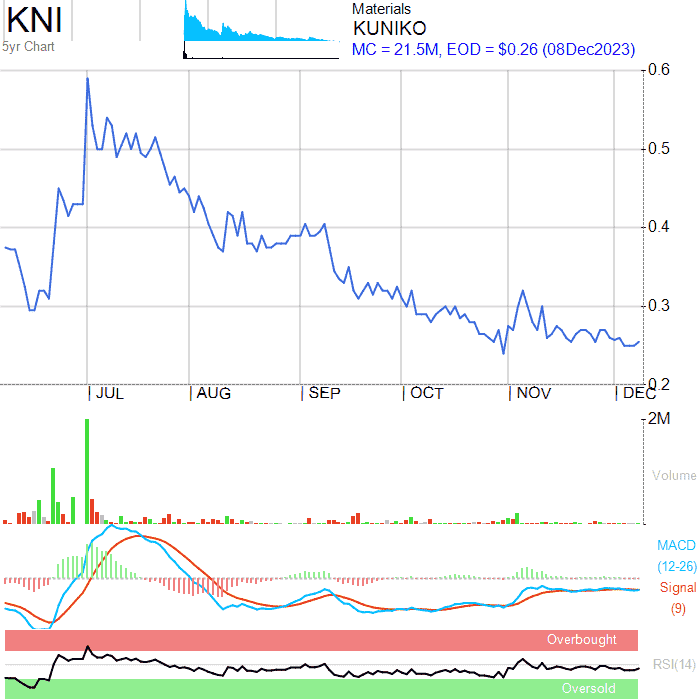 KNI
5yr Chart
Materials
KUNIKO
MC = 21.5M, EOD = $0.26 (08Dec2023)
0.6
0.5
0.4
0.3
0.2
JUL AUG SEP OCT NOV DEC
2M
Volume
MACD
(12-26)
Signal
(9)
Overbought
RSI(14)
Oversold